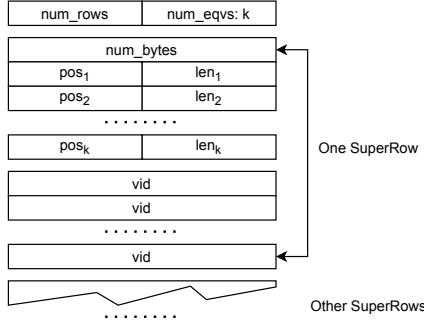 num_rows num_eqvs: k
num_bytes
pos₁ len₁
pos₂ len₂
........
posₖ lenₖ
One SuperRow
vid
vid
........
vid
Other SuperRows
........